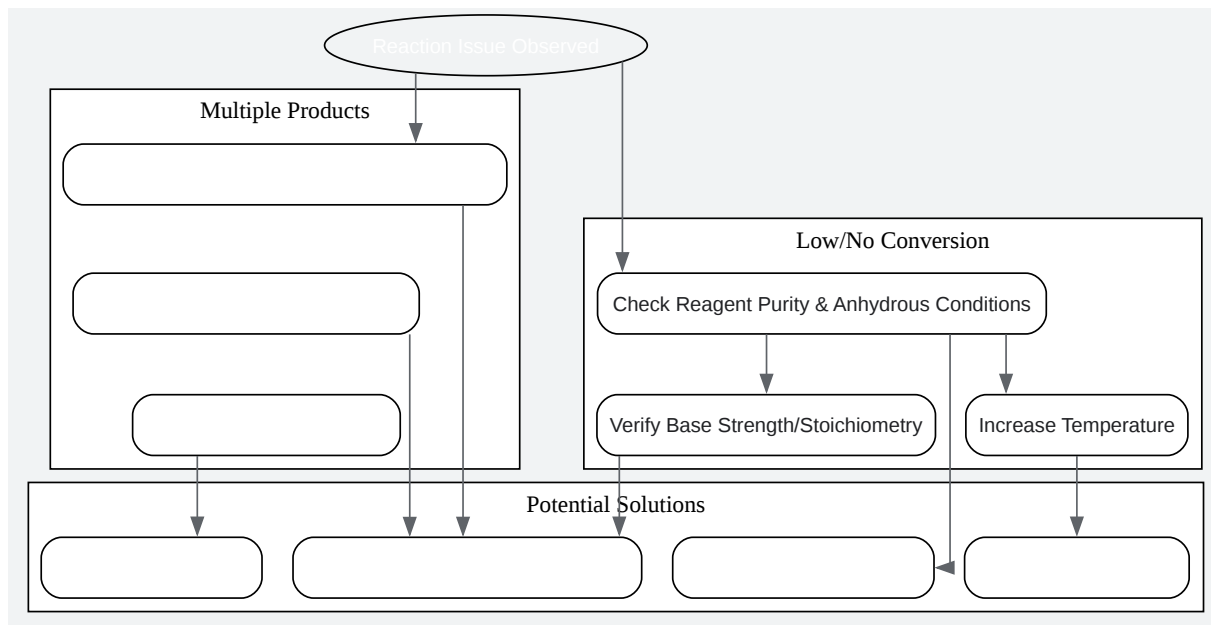 Reaction Issue Observed
Multiple Products
Low/No Conversion
Check Reagent Purity & Anhydrous Conditions
Verify Base Strength/Stoichiometry
Increase Temperature
Potential Solutions